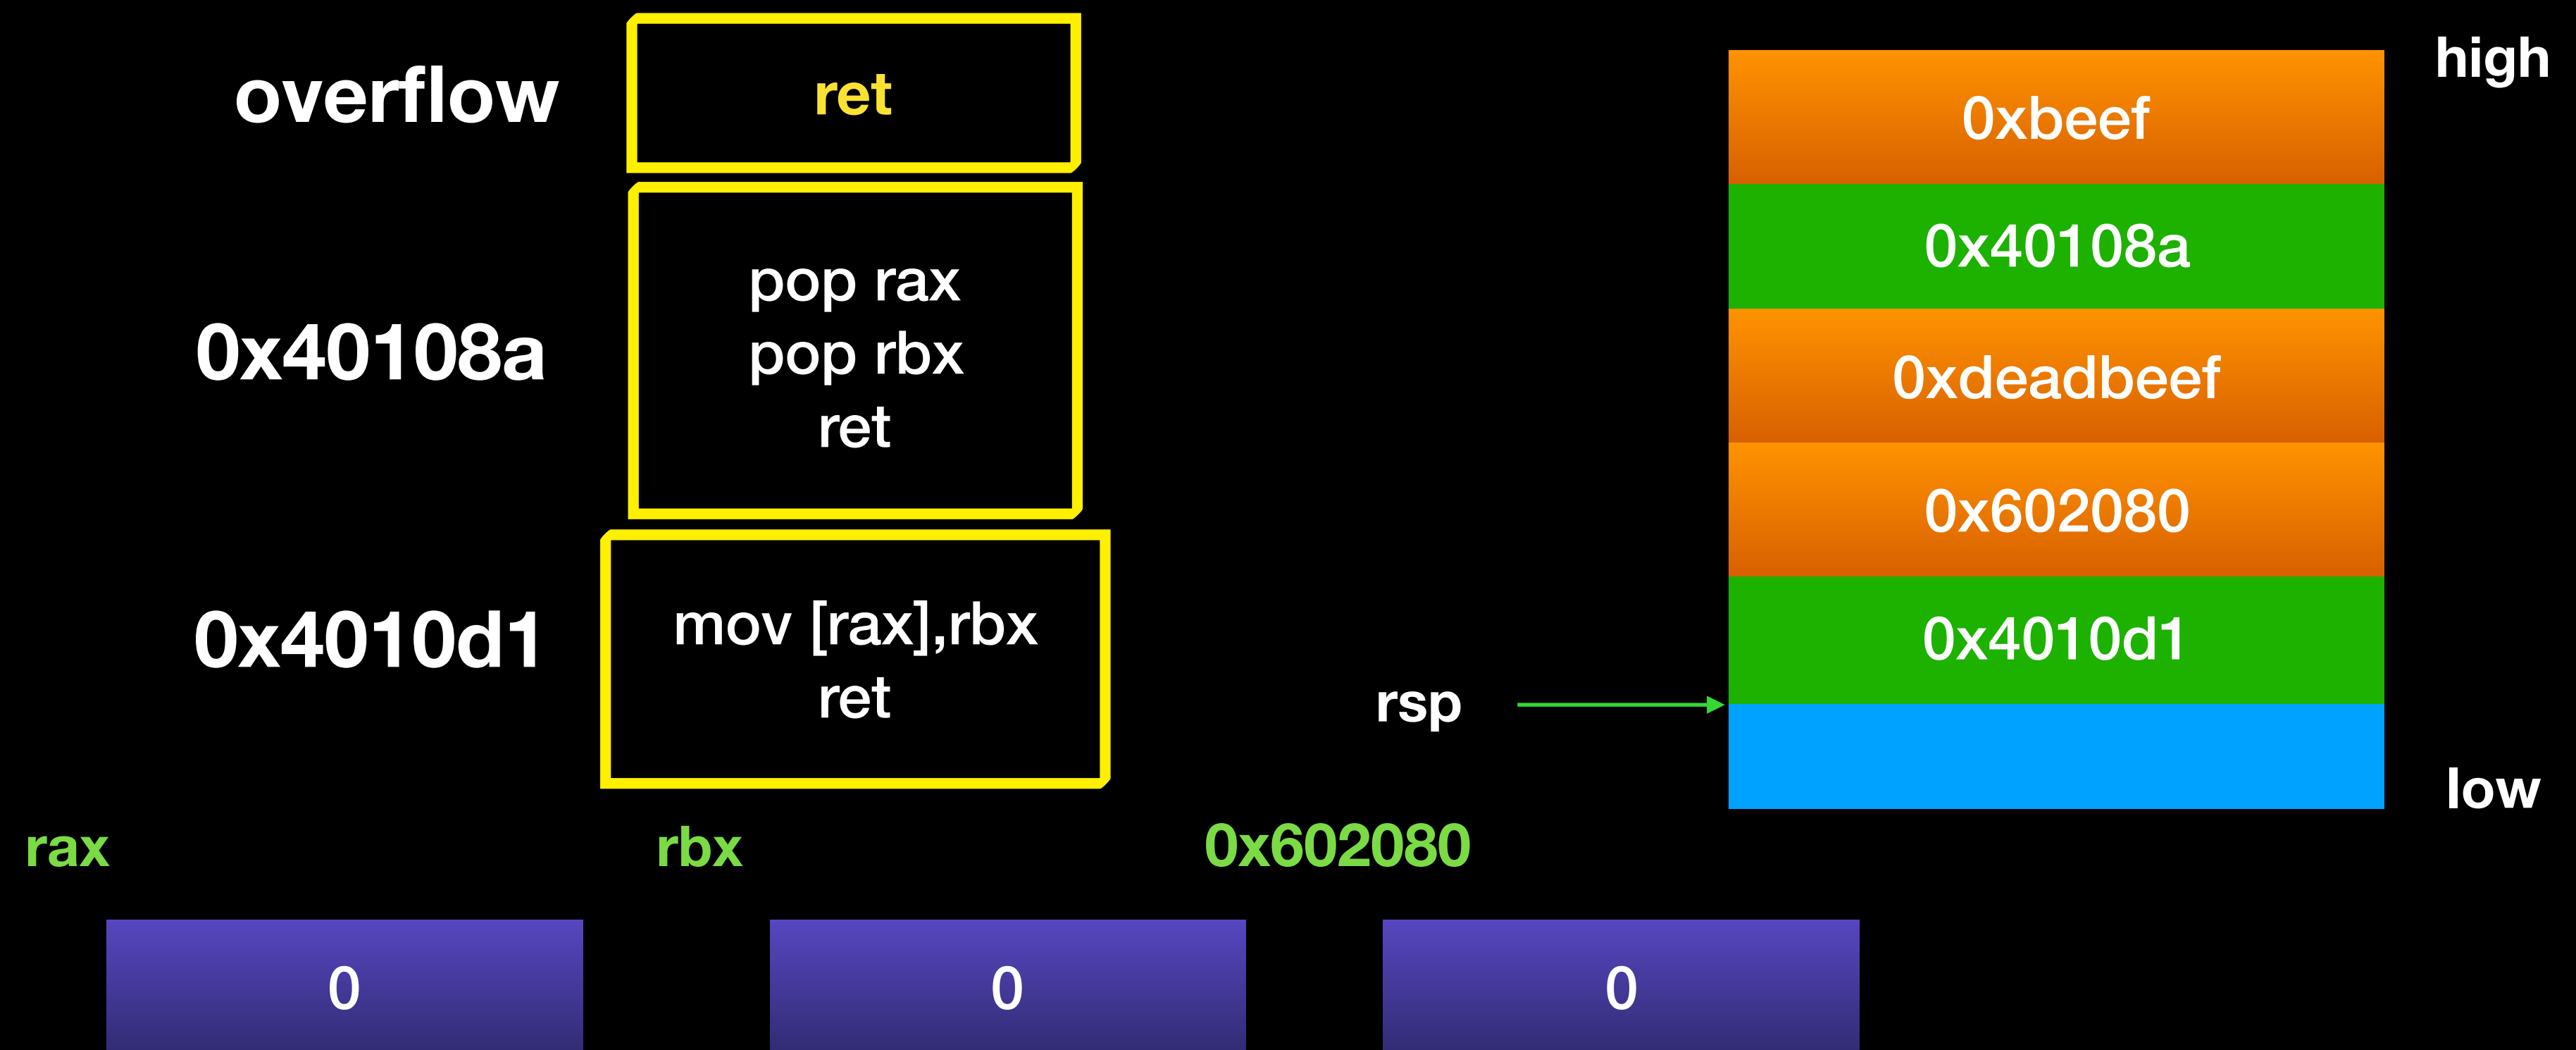 overflow
ret
0x40108a
pop rax
pop rbx
ret
0x4010d1
mov [rax],rbx
ret
high
0xbeef
0x40108a
0xdeadbeef
0x602080
0x4010d1
rsp
low
rax
rbx
0x602080
0
0
0